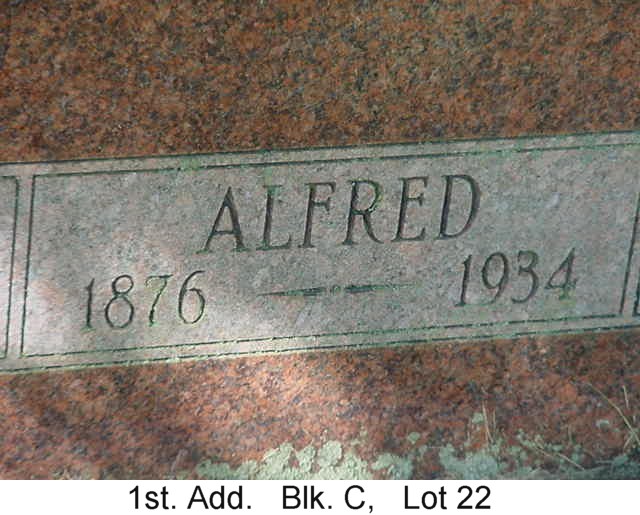 ALFRED
1876 — 1934
1st. Add. Blk. C, Lot 22